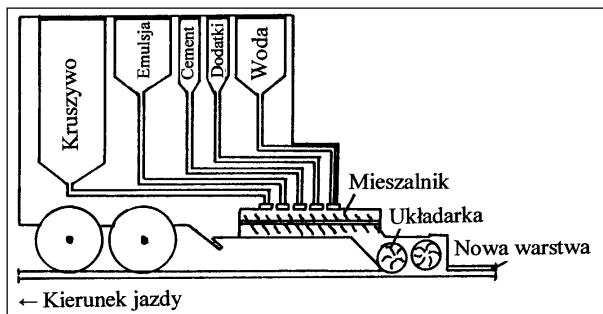 Kruszywo
Emulsja
Cement
Dodatki
Woda
Mieszalnik
Układarka
Nowa warstwa
← Kierunek jazdy